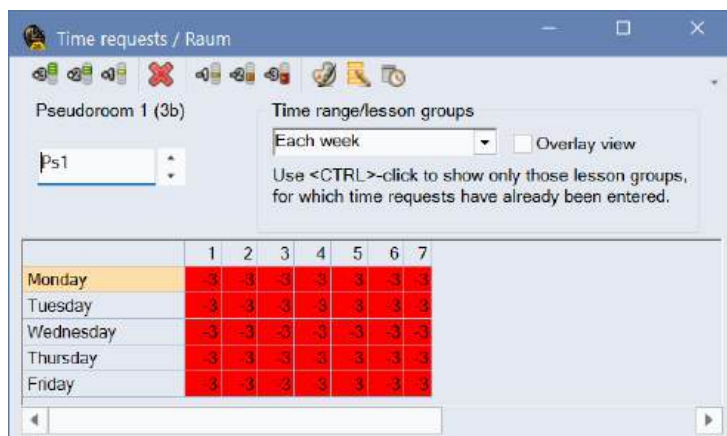 Time requests / Raum
Pseudoroom 1 (3b)
Time range/lesson groups
Each week
Overlay view
Ps1
Use <CTRL>-click to show only those lesson groups,
for which time requests have already been entered.
1 2 3 4 5 6 7
Monday -3 -3 -3 -3 -3 -3 -3
Tuesday -3 -3 -3 -3 -3 -3 -3
Wednesday -3 -3 -3 -3 -3 -3 -3
Thursday -3 -3 -3 -3 -3 -3 -3
Friday -3 -3 -3 -3 -3 -3 -3